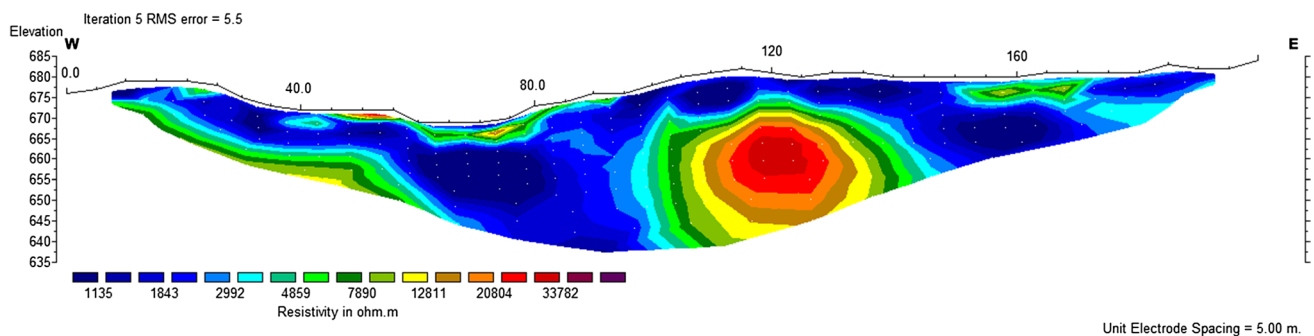 Iteration 5 RMS error = 5.5
Elevation
W
E
120
685
0.0
160
680
40.0
80.0
675
670
665
660
655
650
645
640
635
1135 1843 2992 4859 7890 12811 20804 33782
Resistivity in ohm.m
Unit Electrode Spacing = 5.00 m.